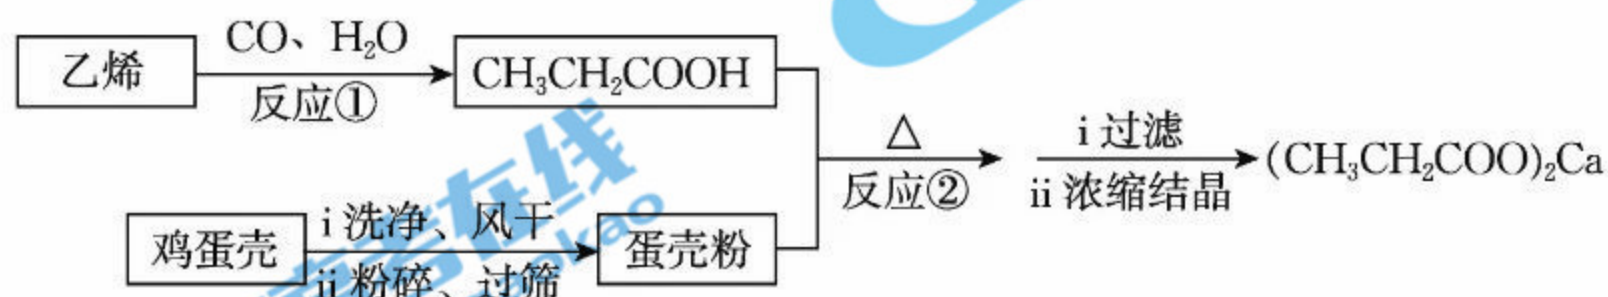 乙烯
CO、H₂O
反应①
CH₃CH₂COOH
鸡蛋壳
i 洗净、风干
ii 粉碎、过筛
蛋壳粉
△
反应②
i 过滤
ii 浓缩结晶
(CH₃CH₂COO)₂Ca